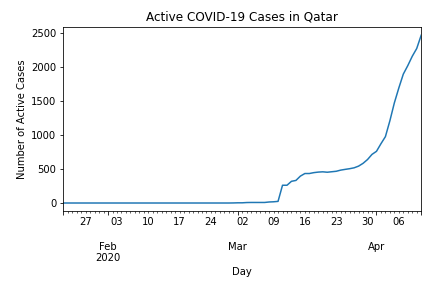 Active COVID-19 Cases in Qatar
Number of Active Cases
2500
2000
1500
1000
500
0
27 03 10 17 24 02 09 16 23 30 06
Feb Mar Apr
2020
Day